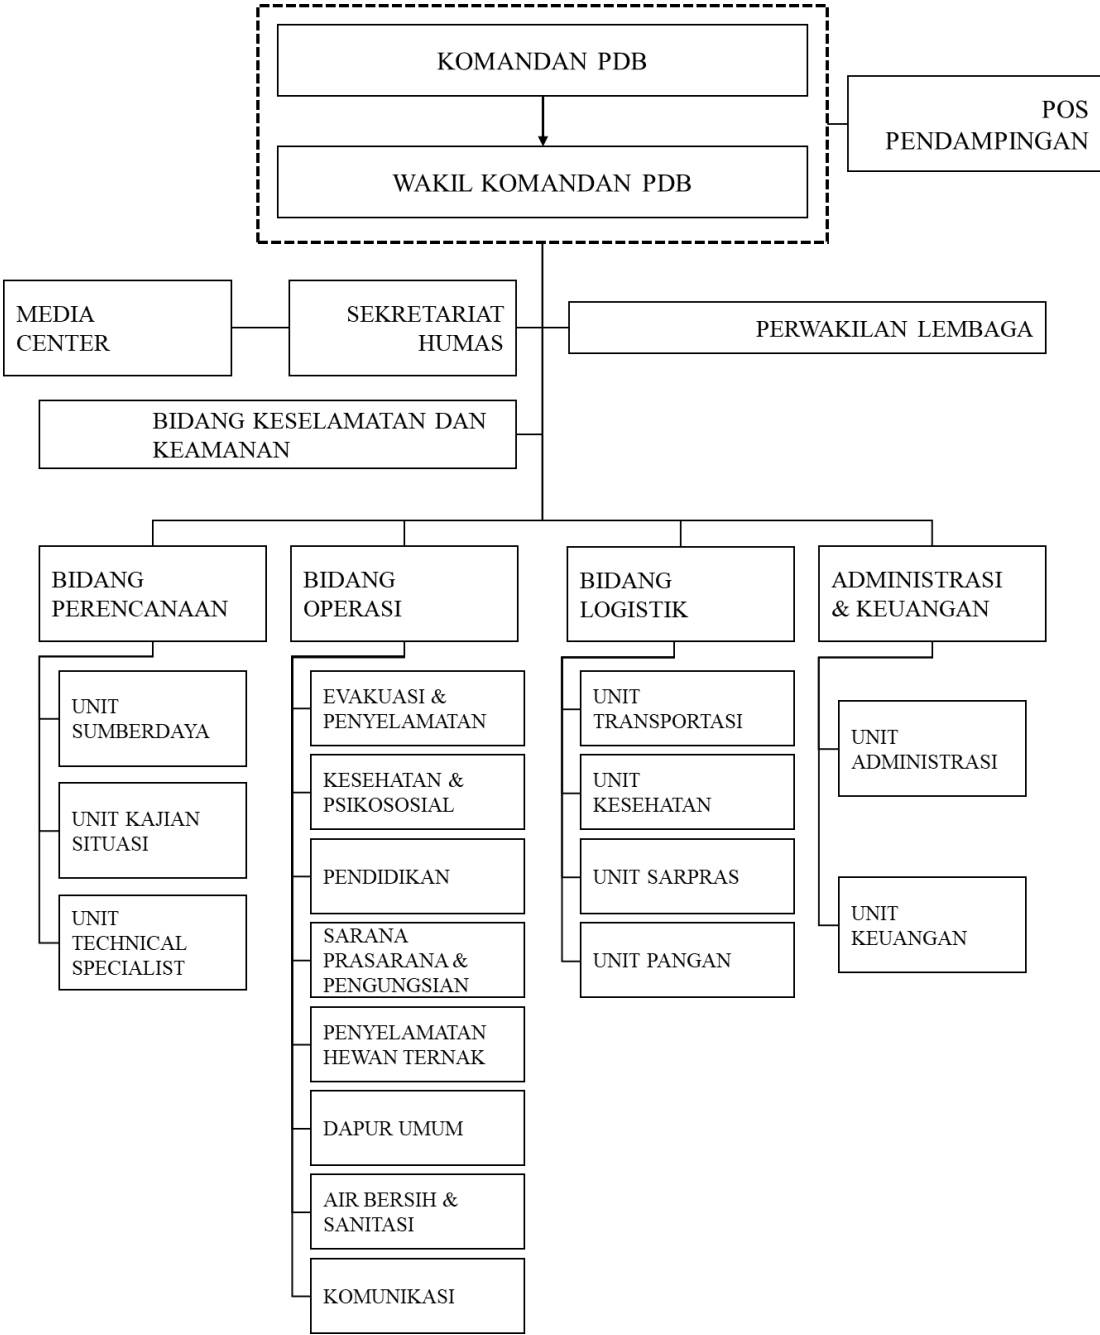 KOMANDAN PDB
POS
PENDAMPINGAN
WAKIL KOMANDAN PDB
MEDIA
CENTER
SEKRETARIAT
HUMAS
PERWAKILAN LEMBAGA
BIDANG KESELAMATAN DAN
KEAMANAN
BIDANG
PERENCANAAN
UNIT
SUMBERDAYA
UNIT KAJIAN
SITUASI
UNIT
TECHNICAL
SPECIALIST
BIDANG
OPERASI
EVAKUASI &
PENYELAMATAN
KESEHATAN &
PSIKOSOSIAL
PENDIDIKAN
SARANA
PRASARANA &
PENGUNGSIAN
PENYELAMATAN
HEWAN TERNAK
DAPUR UMUM
AIR BERSIH &
SANITASI
KOMUNIKASI
BIDANG
LOGISTIK
UNIT
TRANSPORTASI
UNIT
KESEHATAN
UNIT SARPRAS
UNIT PANGAN
ADMINISTRASI
& KEUANGAN
UNIT
ADMINISTRASI
UNIT
KEUANGAN